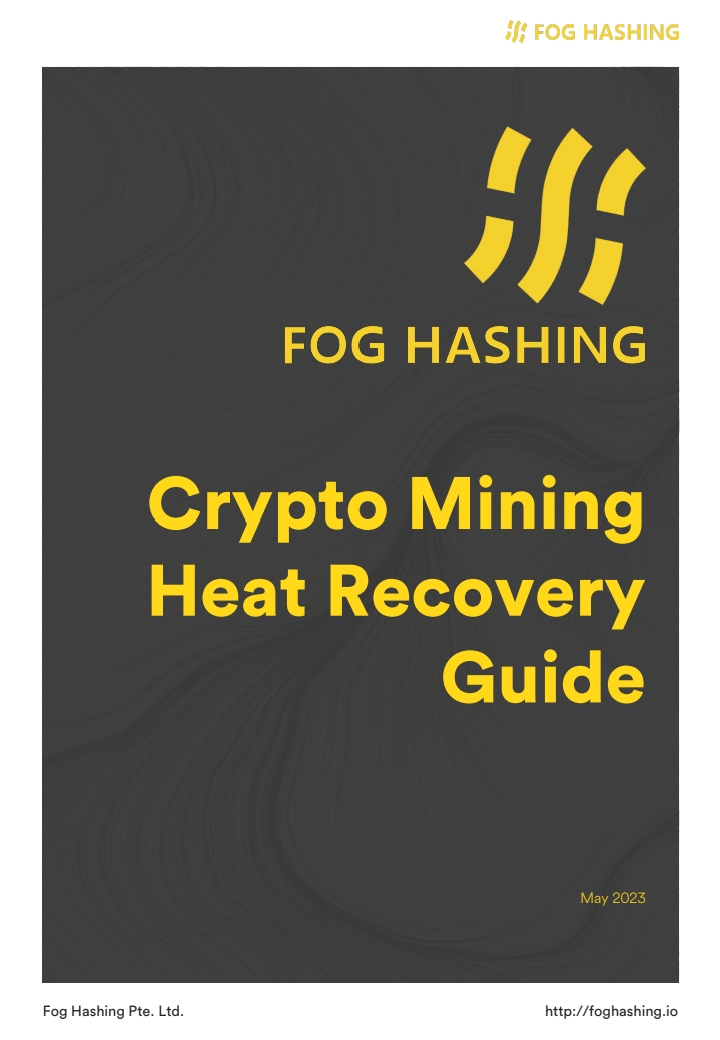 FOG HASHING
FOG HASHING
Crypto Mining
Heat Recovery
Guide
May 2023
Fog Hashing Pte. Ltd.
http://foghashing.io